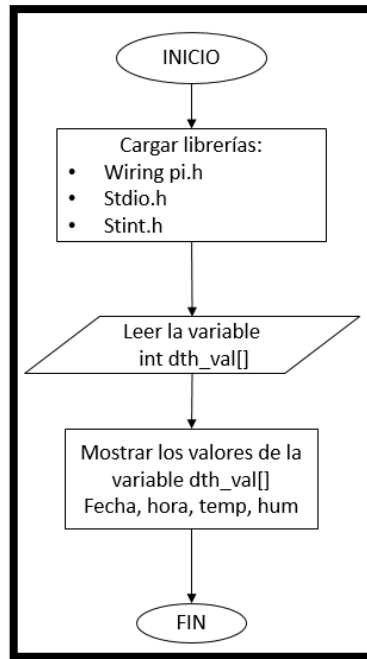 INICIO
Cargar librerías:
• Wiring pi.h
• Stdio.h
• Stint.h
Leer la variable
int dth_val[]
Mostrar los valores de la
variable dth_val[]
Fecha, hora, temp, hum
FIN